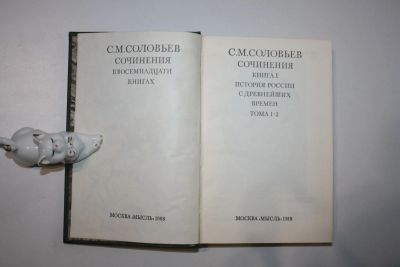 С.М.СОЛОВЬЕВ
СОЧИНЕНИЯ
В ВОСЕМНАДЦАТИ
КНИГАХ
МОСКВА «МЫСЛЬ» 1988
С.М.СОЛОВЬЕВ
СОЧИНЕНИЯ
КНИГА I
ИСТОРИЯ РОССИИ
С ДРЕВНЕЙШИХ
ВРЕМЕН
ТОМА 1-2
МОСКВА «МЫСЛЬ» 1988